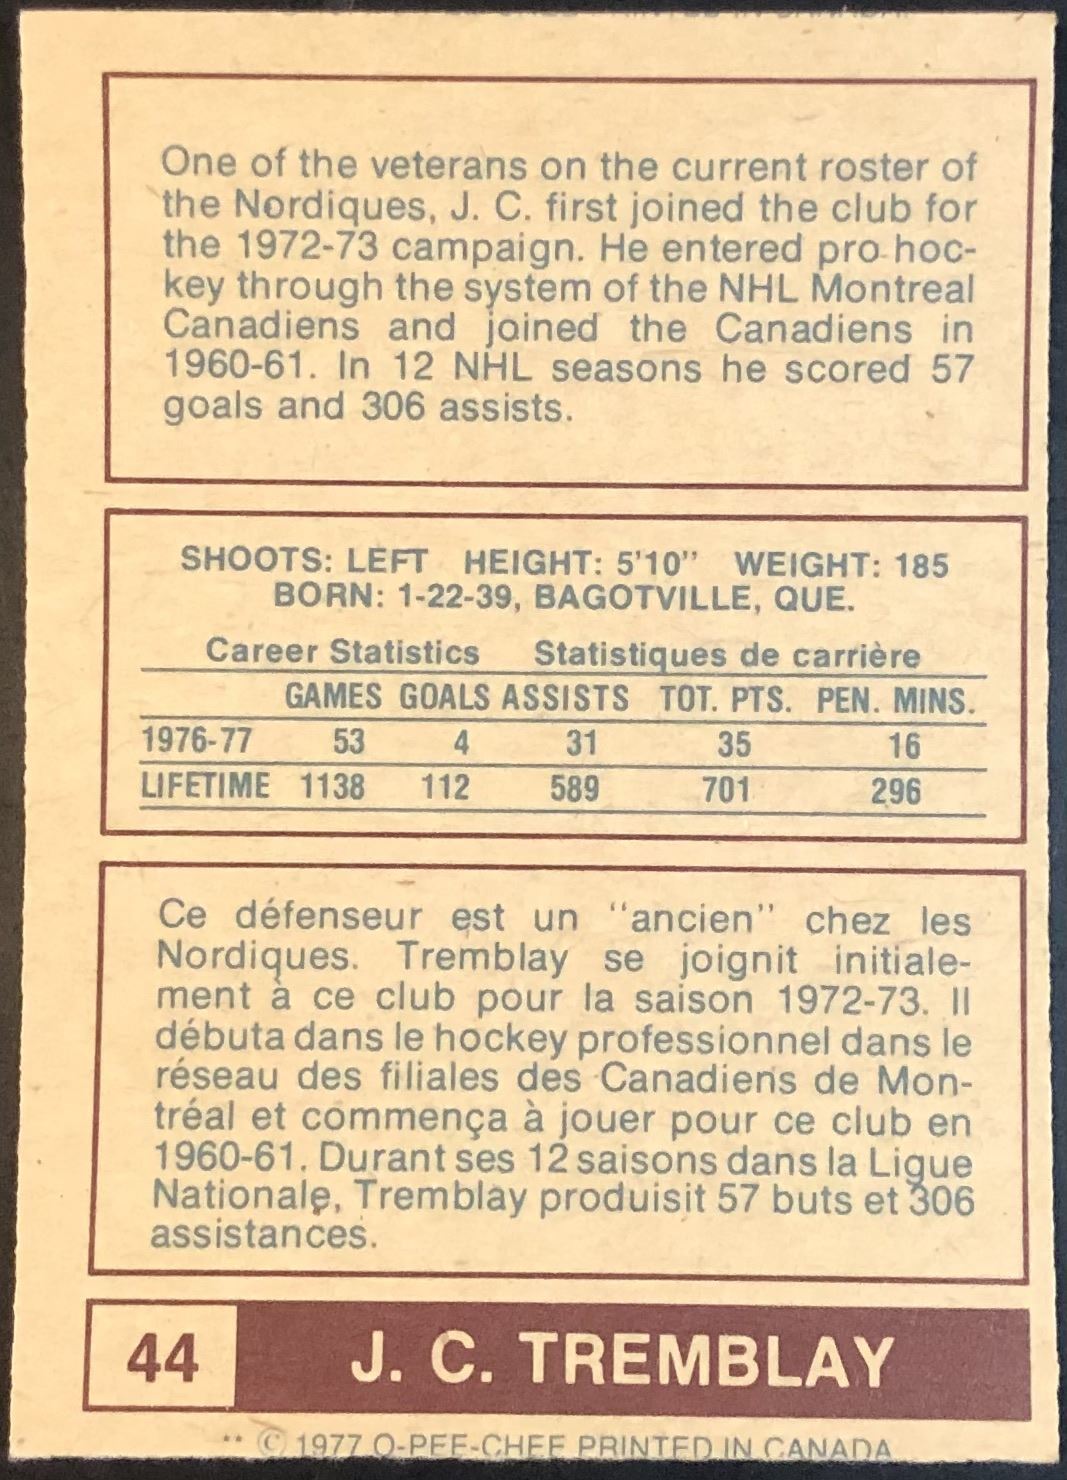 One of the veterans on the current roster of
the Nordiques, J. C. first joined the club for
the 1972-73 campaign. He entered pro hoc-
key through the system of the NHL Montreal
Canadiens and joined the Canadiens in
1960-61. In 12 NHL seasons he scored 57
goals and 306 assists.
SHOOTS: LEFT HEIGHT: 5'10" WEIGHT: 185
BORN: 1-22-39, BAGOTVILLE, QUE.
Career Statistics Statistiques de carrière
GAMES GOALS ASSISTS TOT. PTS. PEN. MINS.
1976-77 53 4 31 35 16
LIFETIME 1138 112 589 701 296
Ce défenseur est un "ancien" chez les
Nordiques. Tremblay se joignit initiale-
ment à ce club pour la saison 1972-73. Il
débuta dans le hockey professionnel dans le
réseau des filiales des Canadiens de Mon-
tréal et commença à jouer pour ce club en
1960-61. Durant ses 12 saisons dans la Ligue
Nationale, Tremblay produisit 57 buts et 306
assistances.
44 J. C. TREMBLAY
** © 1977 O-PEE-CHEE PRINTED IN CANADA